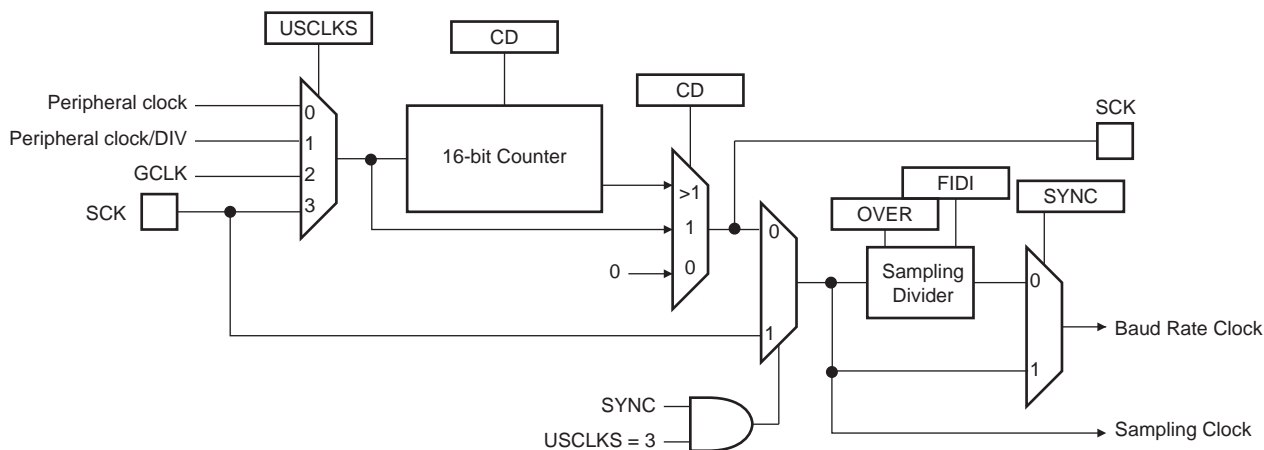 USCLKS
CD
CD
SCK
Peripheral clock
0
Peripheral clock/DIV
1
16-bit Counter
GCLK
2
SCK
3
>1
1
0
0
FIDI
OVER
SYNC
0
1
Sampling
Divider
0
1
Baud Rate Clock
SYNC
USCLKS = 3
Sampling Clock